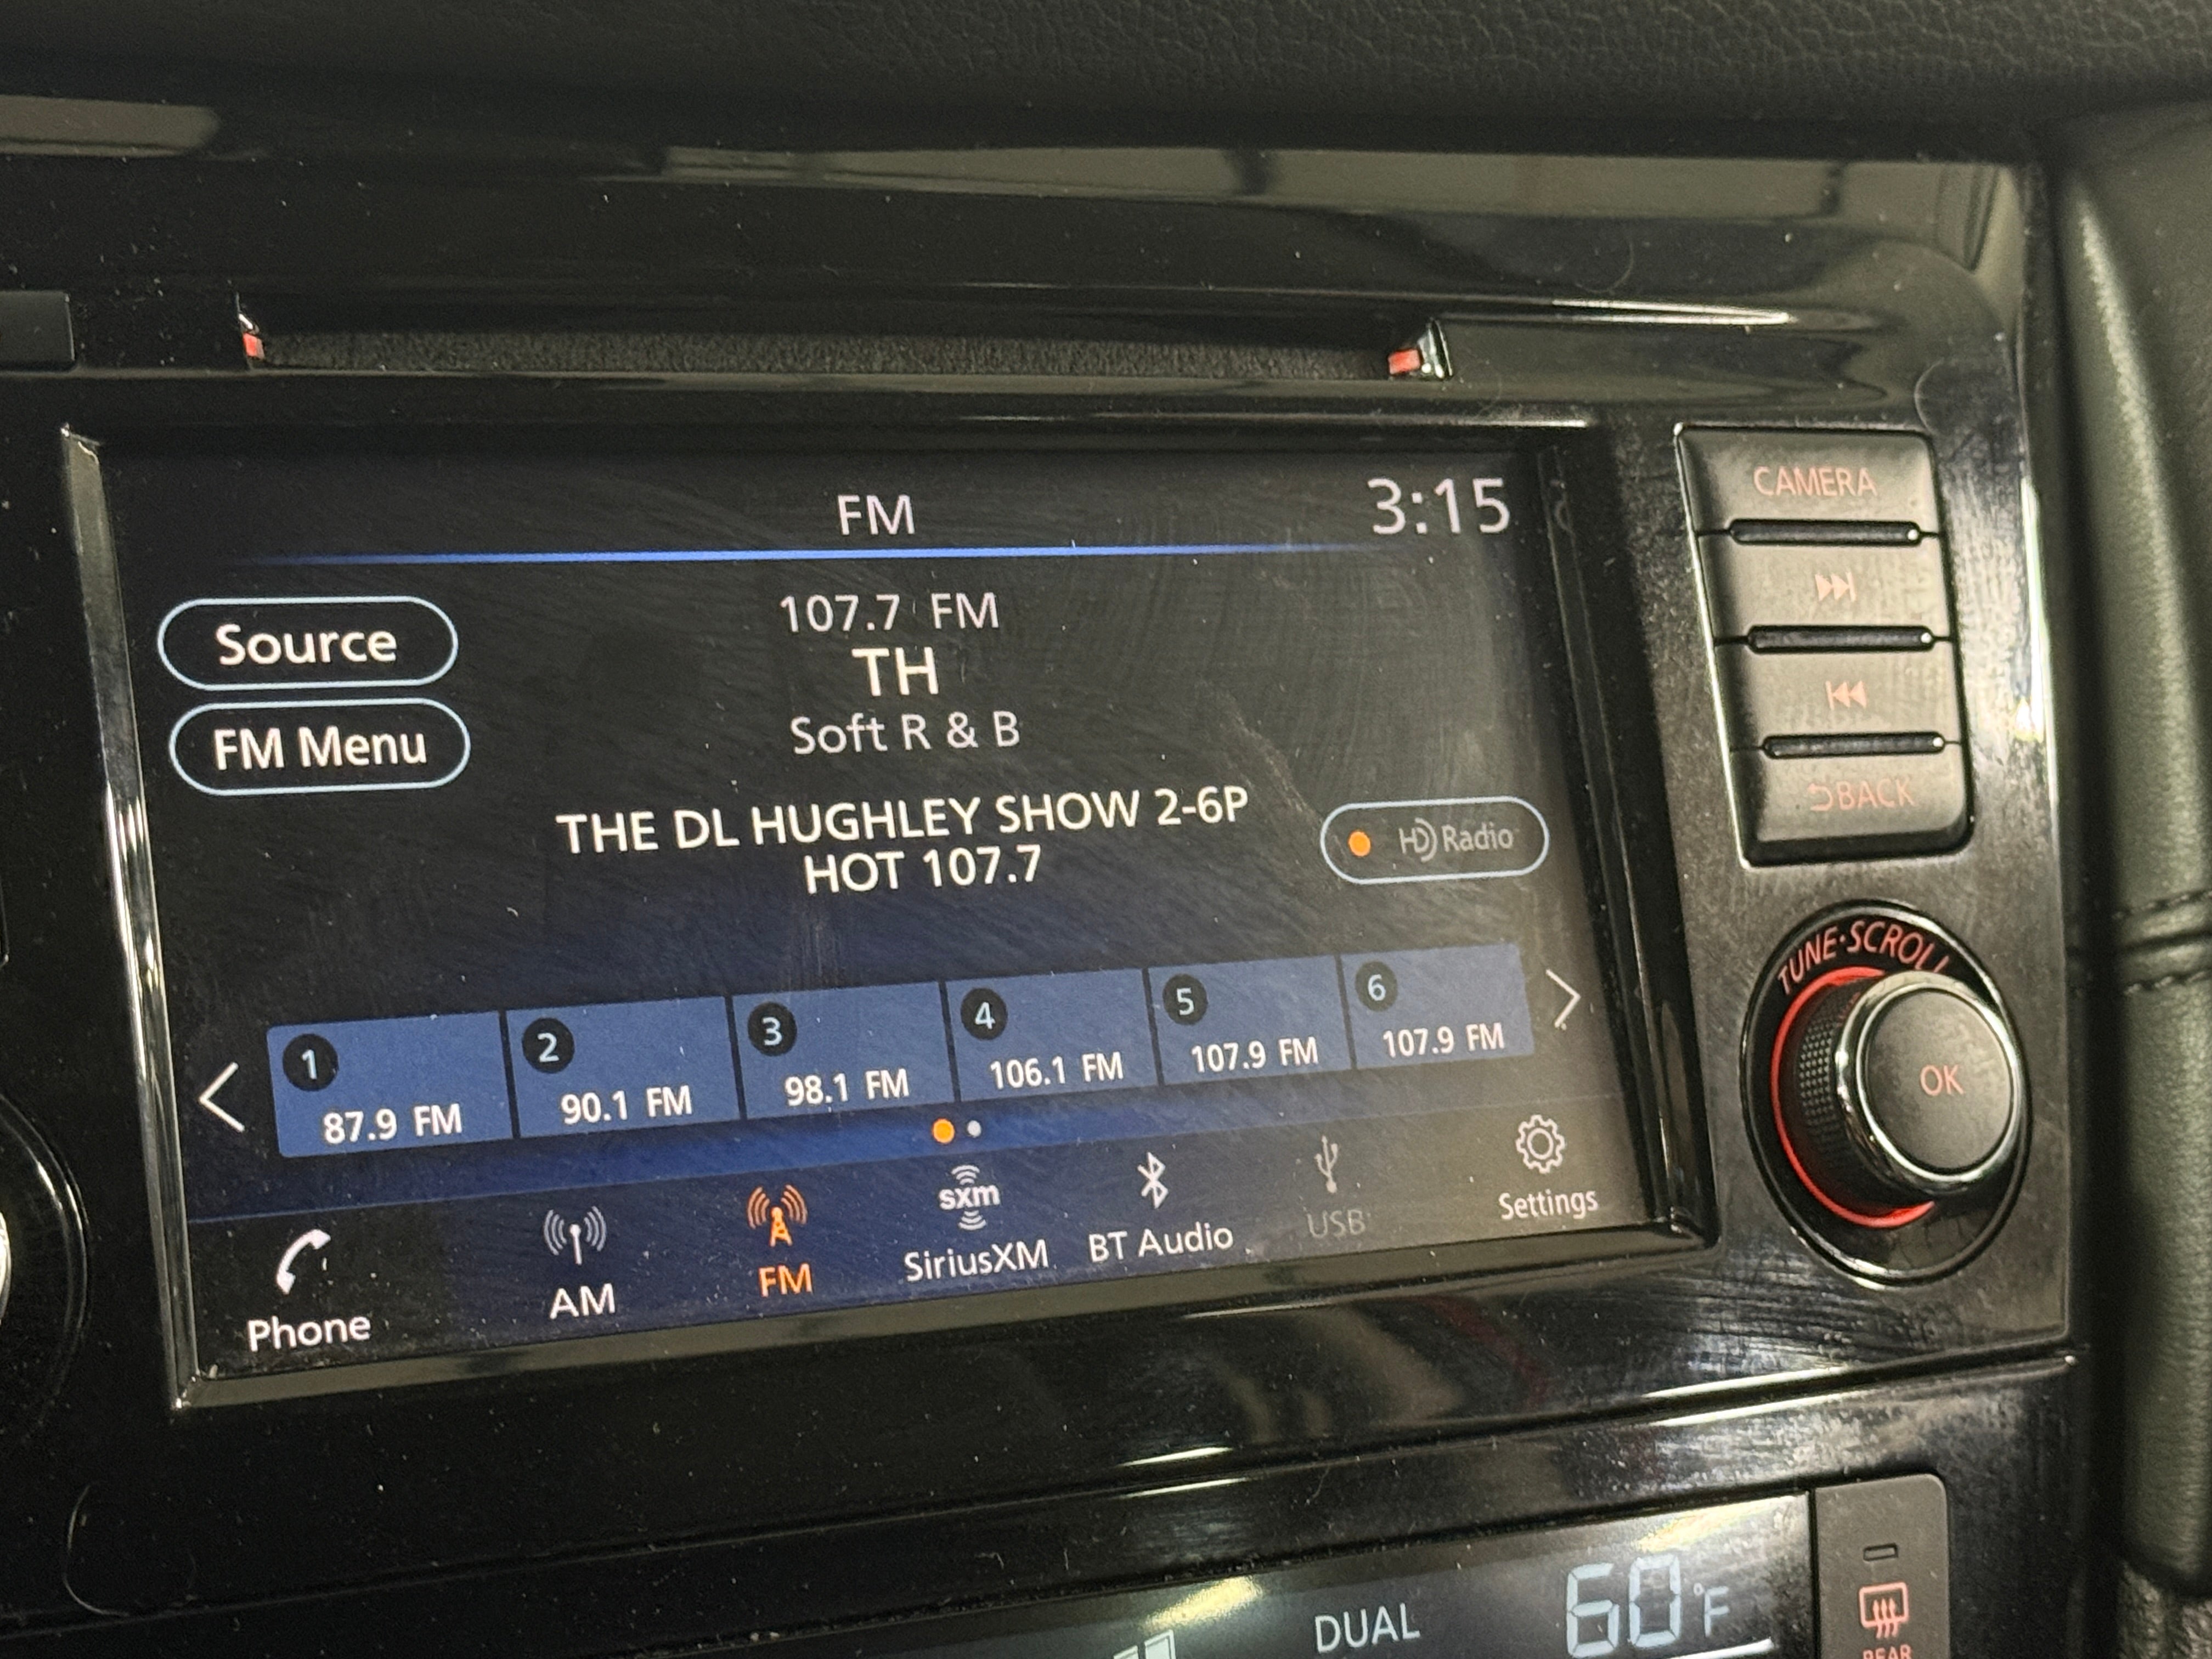 FM
3:15
Source
FM Menu
107.7 FM
TH
Soft R & B
THE DL HUGHLEY SHOW 2-6P
HOT 107.7
HD Radio
1
87.9 FM
2
90.1 FM
3
98.1 FM
4
106.1 FM
5
107.9 FM
6
107.9 FM
Phone
AM
FM
sxm
SiriusXM
BT Audio
USB
Settings
CAMERA
BACK
TUNE·SCROLL
OK
DUAL
60°F
REAR